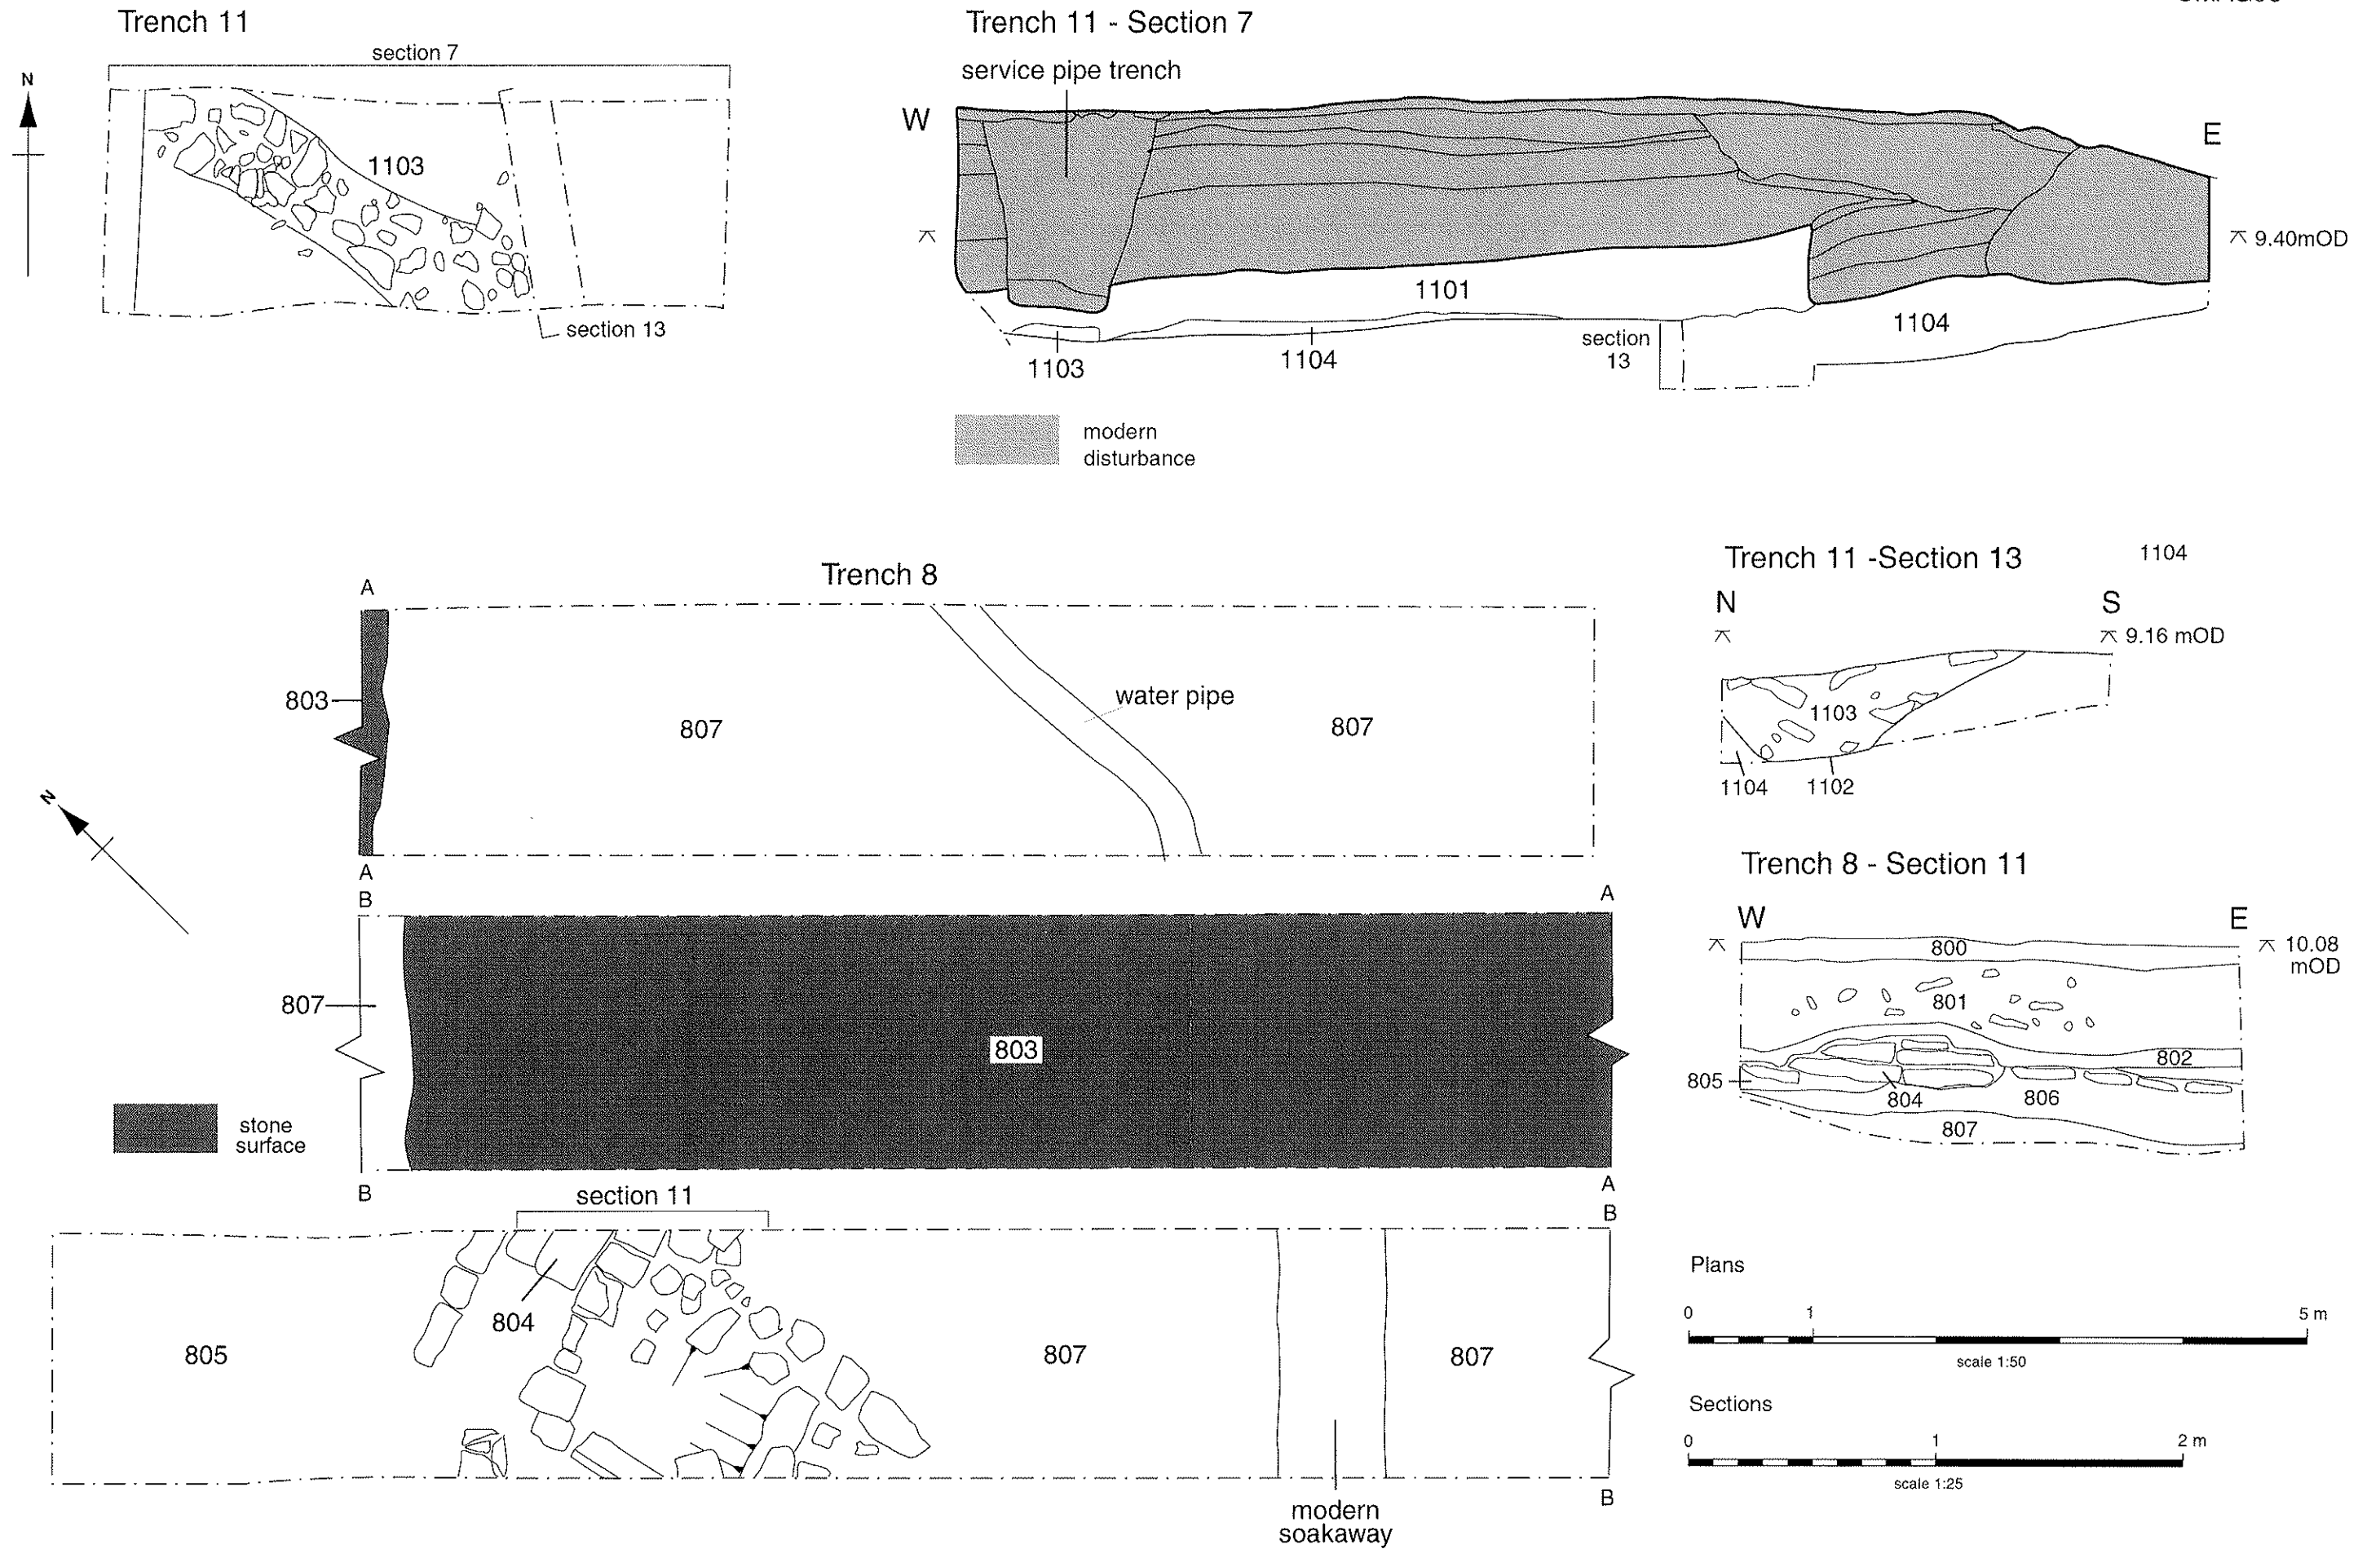 Trench 11
section 7
N
1103
section 13
Trench 11 - Section 7
service pipe trench
W
E
9.40mOD
1101
1104
section
13
1103
1104
modern
disturbance
Trench 8
A
803
807
water pipe
807
A
N
B
A
807
803
stone
surface
B
A
section 11
B
804
805
807
807
modern
soakaway
B
Trench 11 -Section 13
1104
N
S
9.16 mOD
1103
1104
1102
Trench 8 - Section 11
W
E
800
10.08
mOD
801
802
805
804
806
807
Plans
0
1
5 m
scale 1:50
Sections
0
1
2 m
scale 1:25